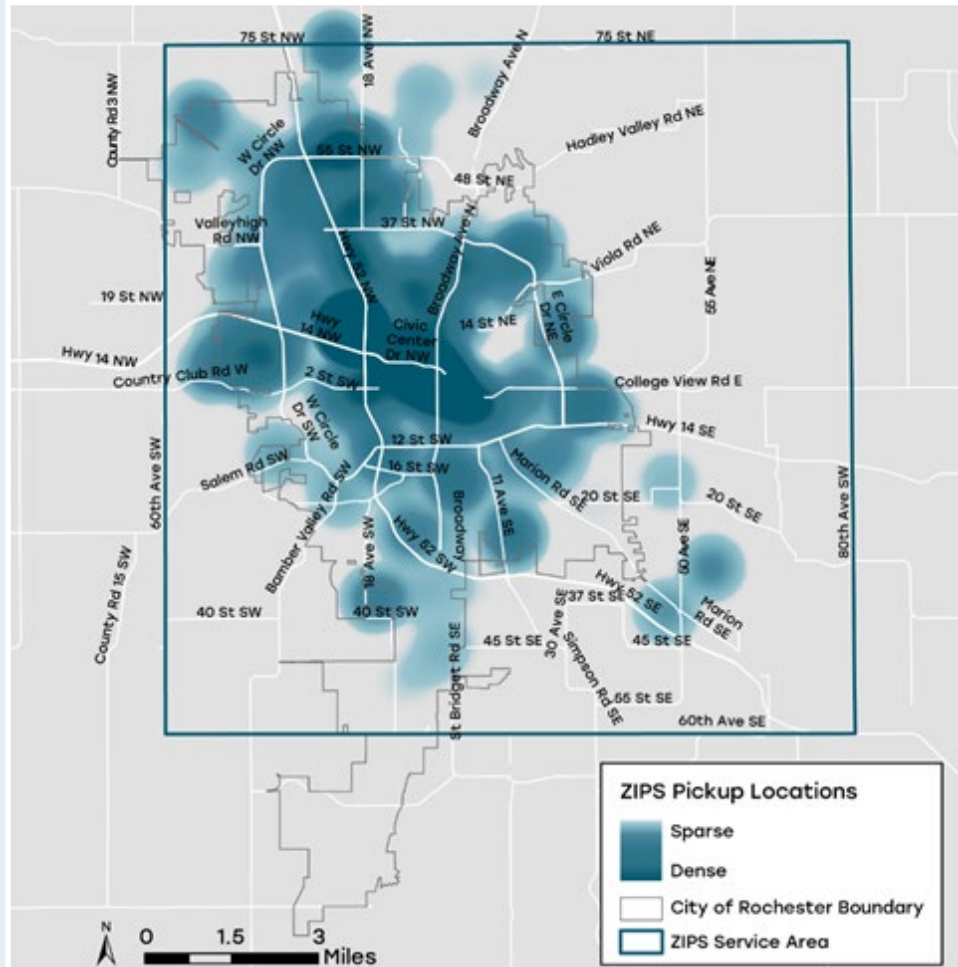 75 St NW
18 Ave NW
Broadway Ave N
75 St NE
County Rd 3 NW
W Circle
Dr NW
55 St NW
Hadley Valley Rd NE
48 St NE
Valleyhigh
Rd NW
37 St NW
Broadway Ave N
Viola Rd NE
Hwy 52 NW
55 Ave NE
19 St NW
Hwy
14 NW
Civic
Center
Dr NW
14 St NE
E Circle
Dr NE
Hwy 14 NW
Country Club Rd W
2 St SW
College View Rd E
W Circle
Dr SW
12 St SW
Hwy 14 SE
60th Ave SW
Salem Rd SW
16 St SW
Marion Rd SE
Bamber Valley Rd SW
Broadway
11 Ave SE
20 St SE
20 St SE
80th Ave SW
18 Ave SW
Hwy 52 SW
50 Ave SE
County Rd 15 SW
40 St SW
40 St SW
37 St SE
Hwy 52 SE
Marion
Rd SE
45 St SE
30 Ave SE
45 St SE
Simpson Rd SE
St Bridget Rd SE
55 St SE
60th Ave SE
ZIPS Pickup Locations
Sparse
Dense
City of Rochester Boundary
ZIPS Service Area
N
0 1.5 3
Miles